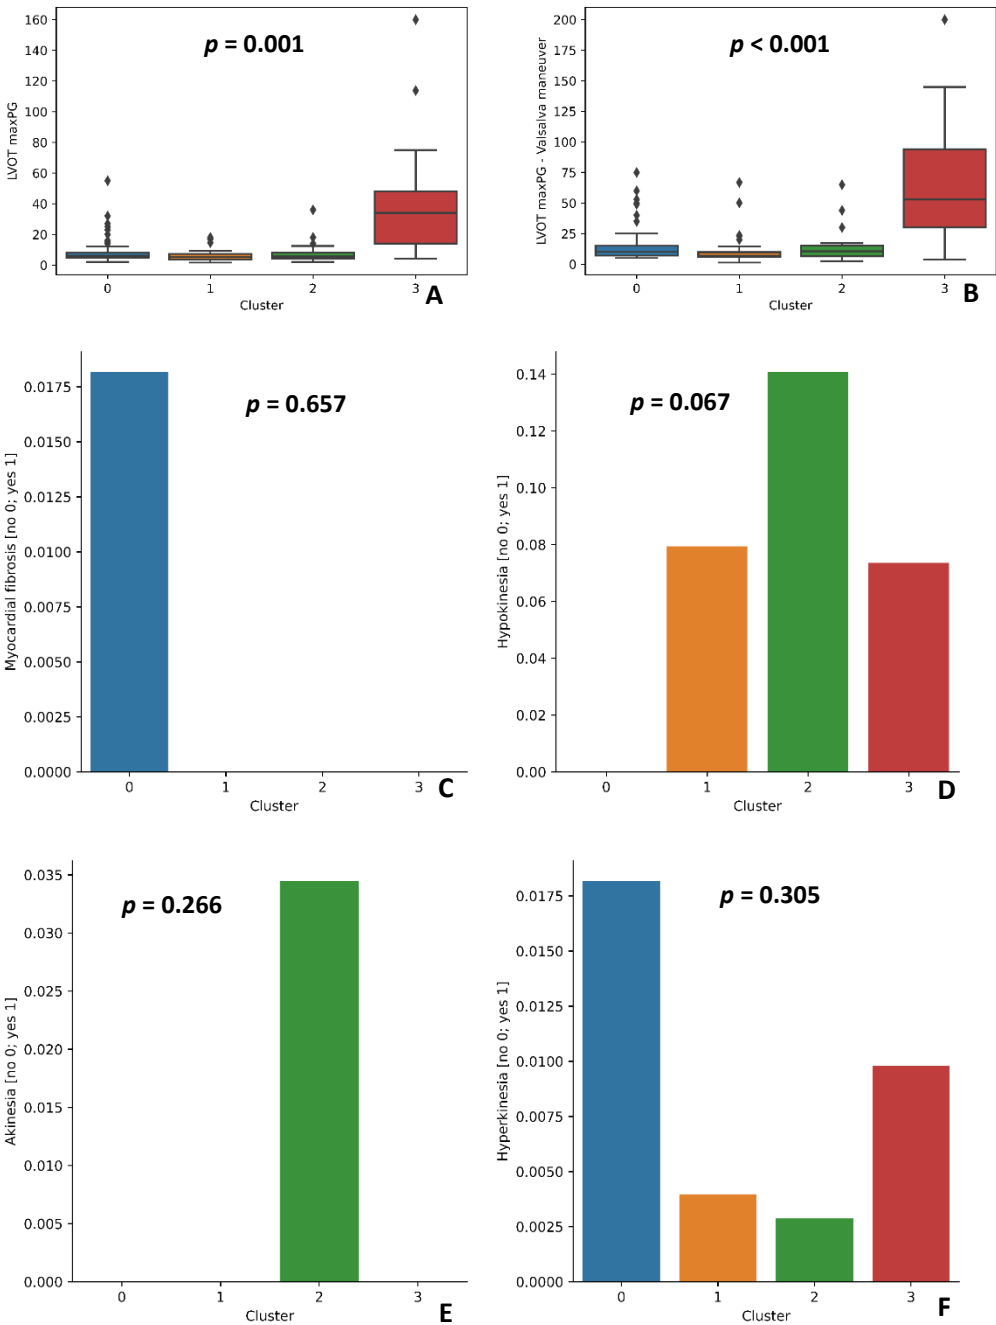 160
140
120
100
80
60
40
20
0
LVOT maxPG
p = 0.001
0 1 2 3
Cluster
A
200
175
150
125
100
75
50
25
0
LVOT maxPG - Valsalva maneuver
p < 0.001
0 1 2 3
Cluster
B
0.0175
0.0150
0.0125
0.0100
0.0075
0.0050
0.0025
0.0000
Myocardial fibrosis [no 0; yes 1]
p = 0.657
0 1 2 3
Cluster
C
0.14
0.12
0.10
0.08
0.06
0.04
0.02
0.00
Hypokinesia [no 0; yes 1]
p = 0.067
0 1 2 3
Cluster
D
0.035
0.030
0.025
0.020
0.015
0.010
0.005
0.000
Akinesia [no 0; yes 1]
p = 0.266
0 1 2 3
Cluster
E
0.0175
0.0150
0.0125
0.0100
0.0075
0.0050
0.0025
0.0000
Hyperkinesia [no 0; yes 1]
p = 0.305
0 1 2 3
Cluster
F